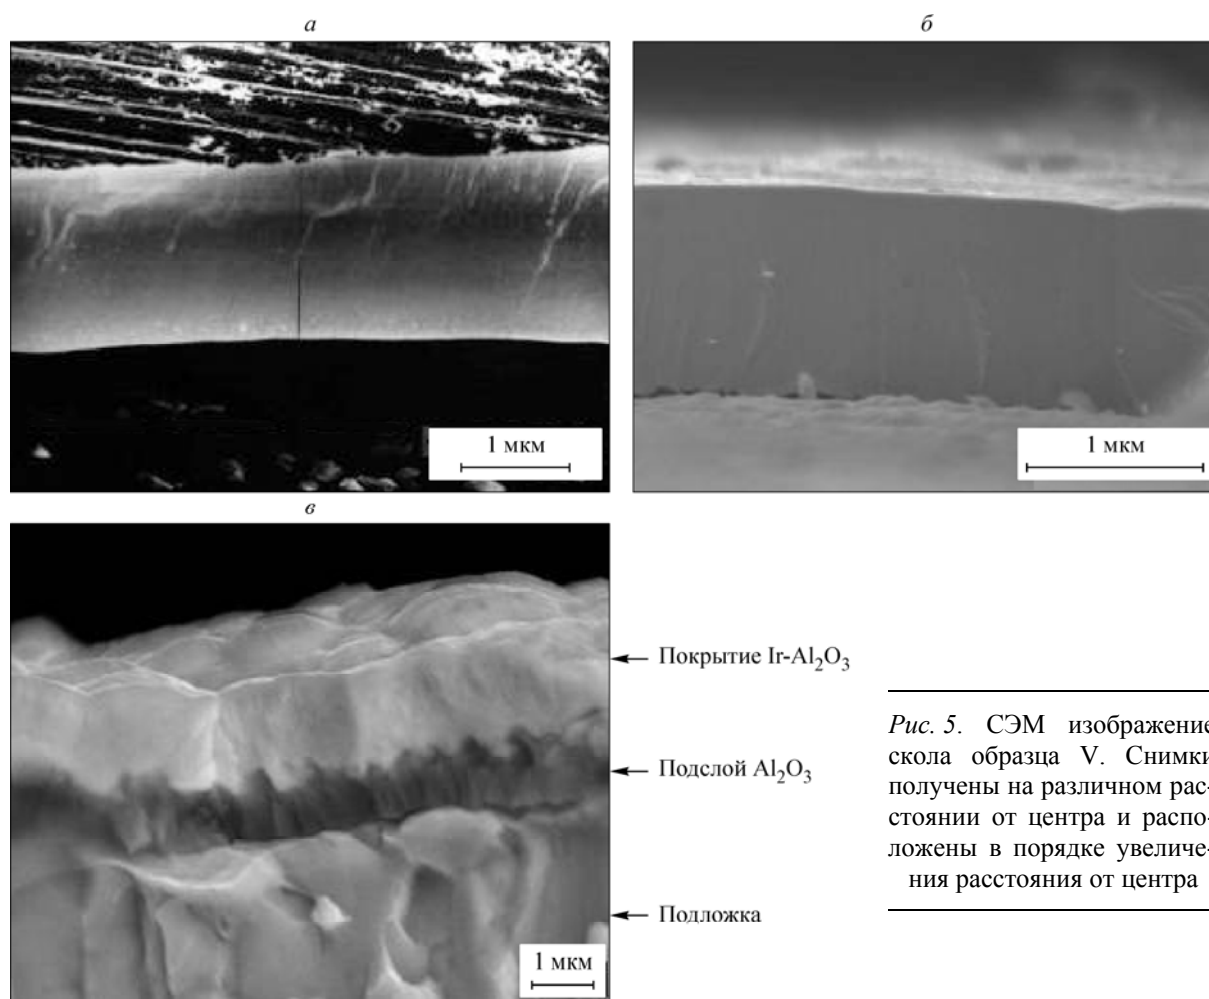 а
б
1 мкм
1 мкм
в
Покрытие Ir-Al₂O₃
Подслой Al₂O₃
Подложка
1 мкм
Рис. 5. СЭМ изображение
скола образца V. Снимки
получены на различном рас-
стоянии от центра и распо-
ложены в порядке увеличе-
ния расстояния от центра